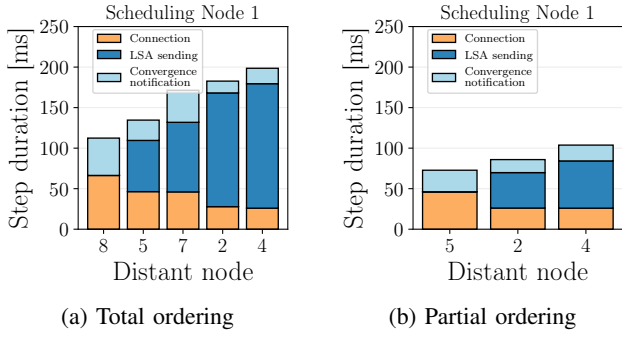 Scheduling Node 1
Step duration [ms]
250
200
150
100
50
0
Connection
LSA sending
Convergence
notification
8 5 7 2 4
Distant node
(a) Total ordering
Scheduling Node 1
Step duration [ms]
250
200
150
100
50
0
Connection
LSA sending
Convergence
notification
5 2 4
Distant node
(b) Partial ordering